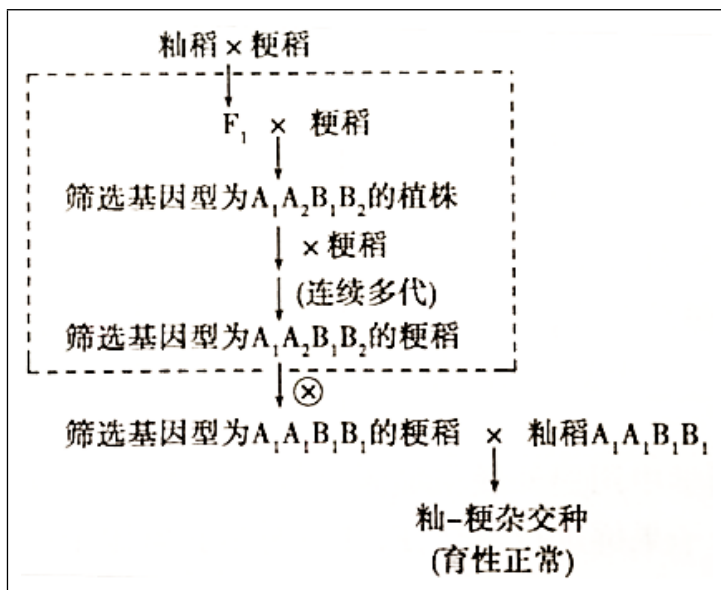 籼稻×粳稻
F₁ × 粳稻
筛选基因型为A₁A₂B₁B₂的植株
×粳稻
(连续多代)
筛选基因型为A₁A₂B₁B₂的粳稻
⊗
筛选基因型为A₁A₁B₁B₁的粳稻 × 籼稻A₁A₁B₁B₁
籼-粳杂交种
(育性正常)